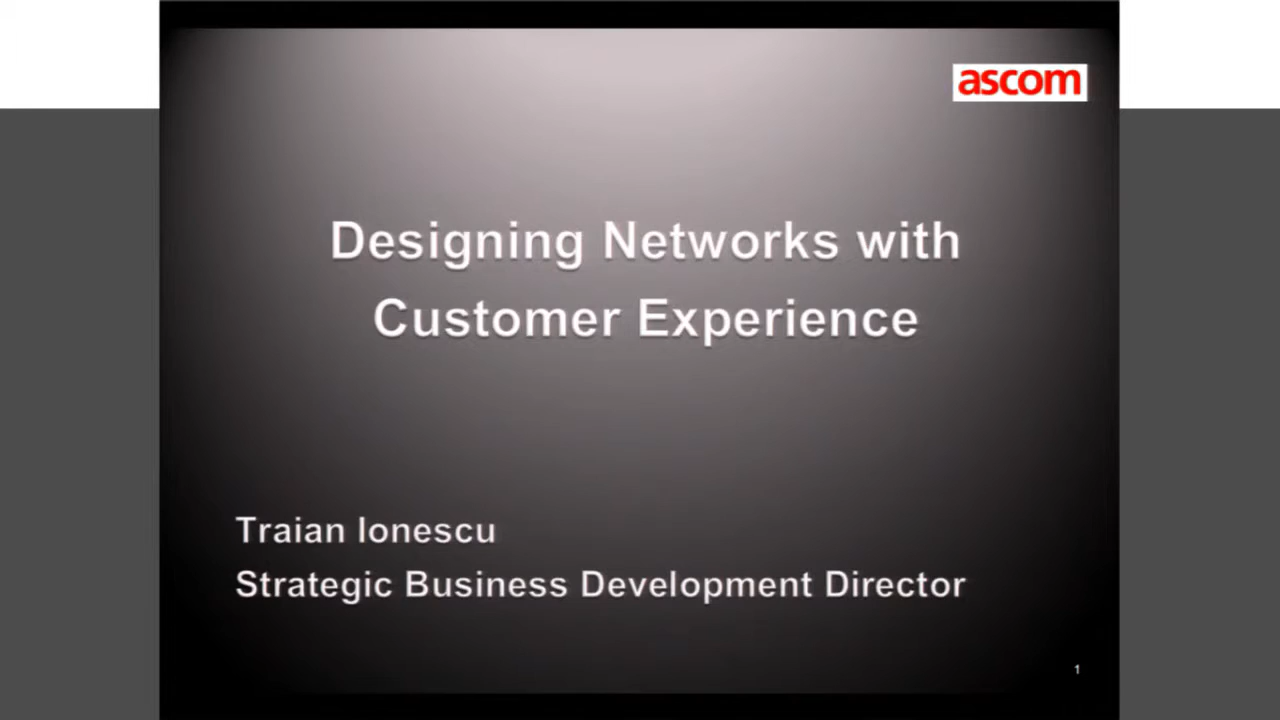 ascom
Designing Networks with
Customer Experience
Traian Ionescu
Strategic Business Development Director
1